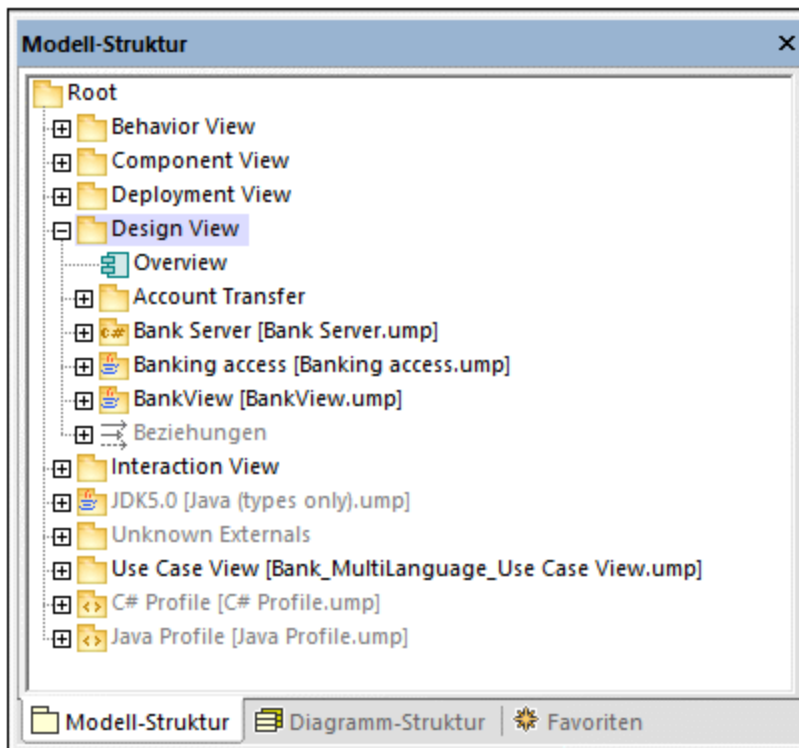 Modell-Struktur
Root
Behavior View
Component View
Deployment View
Design View
Overview
Account Transfer
C# Bank Server [Bank Server.ump]
Banking access [Banking access.ump]
BankView [BankView.ump]
Beziehungen
Interaction View
JDK5.0 [Java (types only).ump]
Unknown Externals
Use Case View [Bank_MultiLanguage_Use Case View.ump]
C# Profile [C# Profile.ump]
Java Profile [Java Profile.ump]
Modell-Struktur Diagramm-Struktur Favoriten